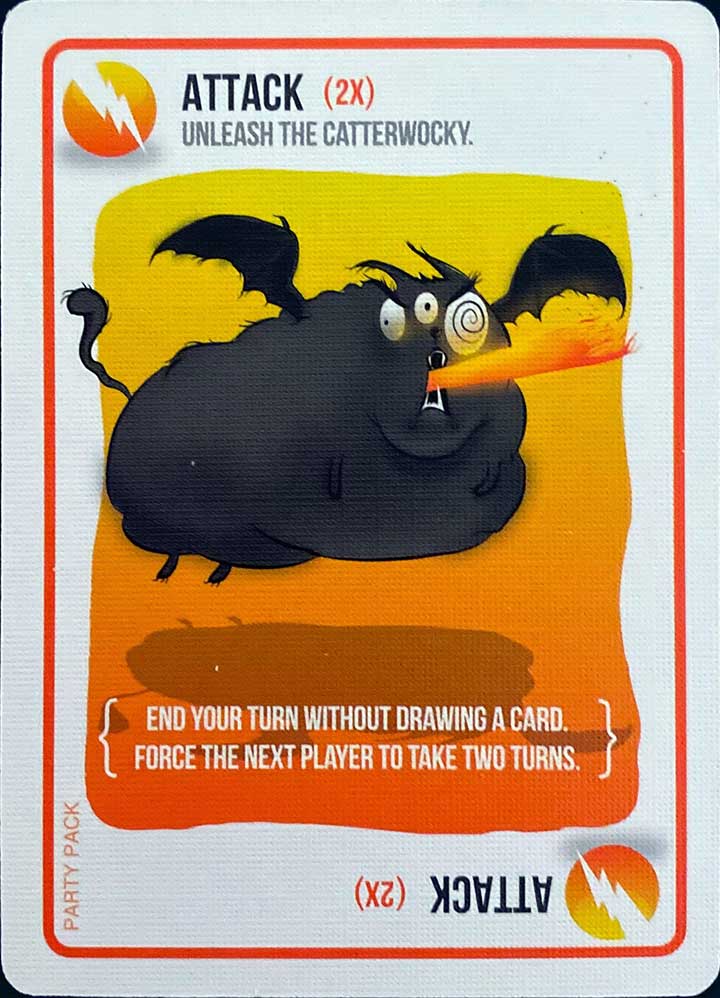 ATTACK (2X)
UNLEASH THE CATTERWOCKY.
END YOUR TURN WITHOUT DRAWING A CARD.
FORCE THE NEXT PLAYER TO TAKE TWO TURNS.
PARTY PACK
ATTACK (2X)